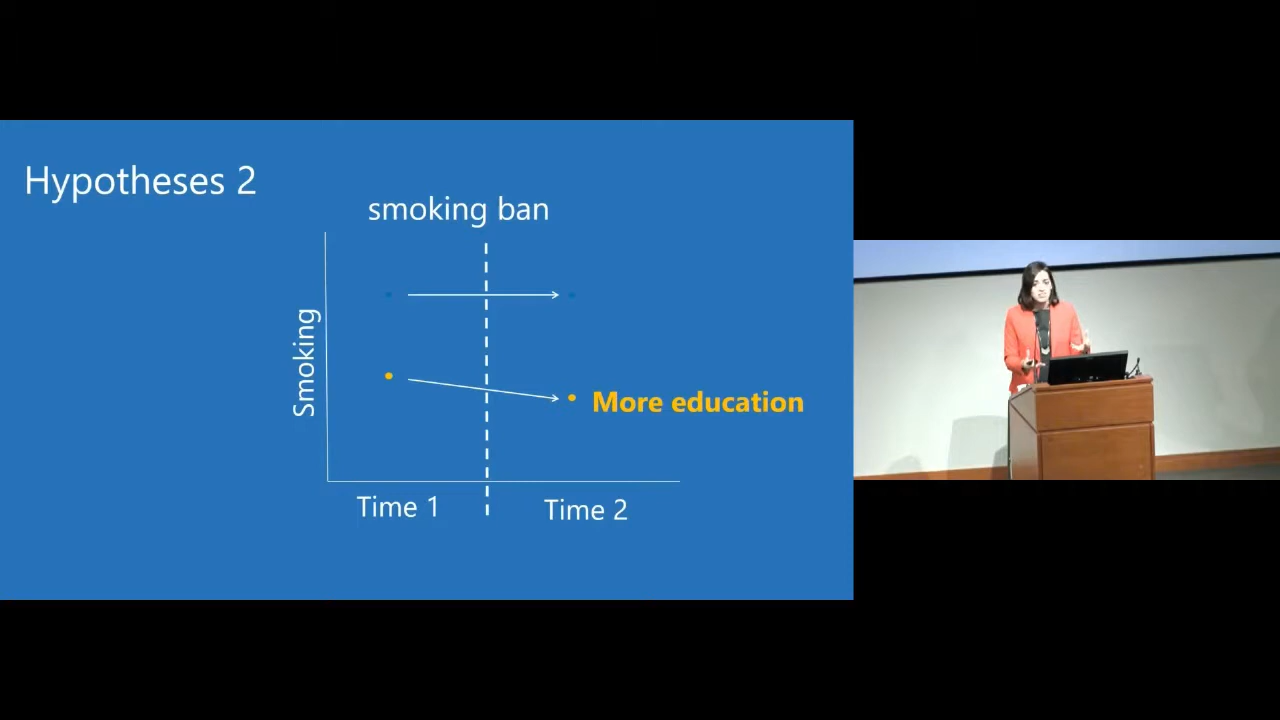 Hypotheses 2
smoking ban
Smoking
More education
Time 1
Time 2